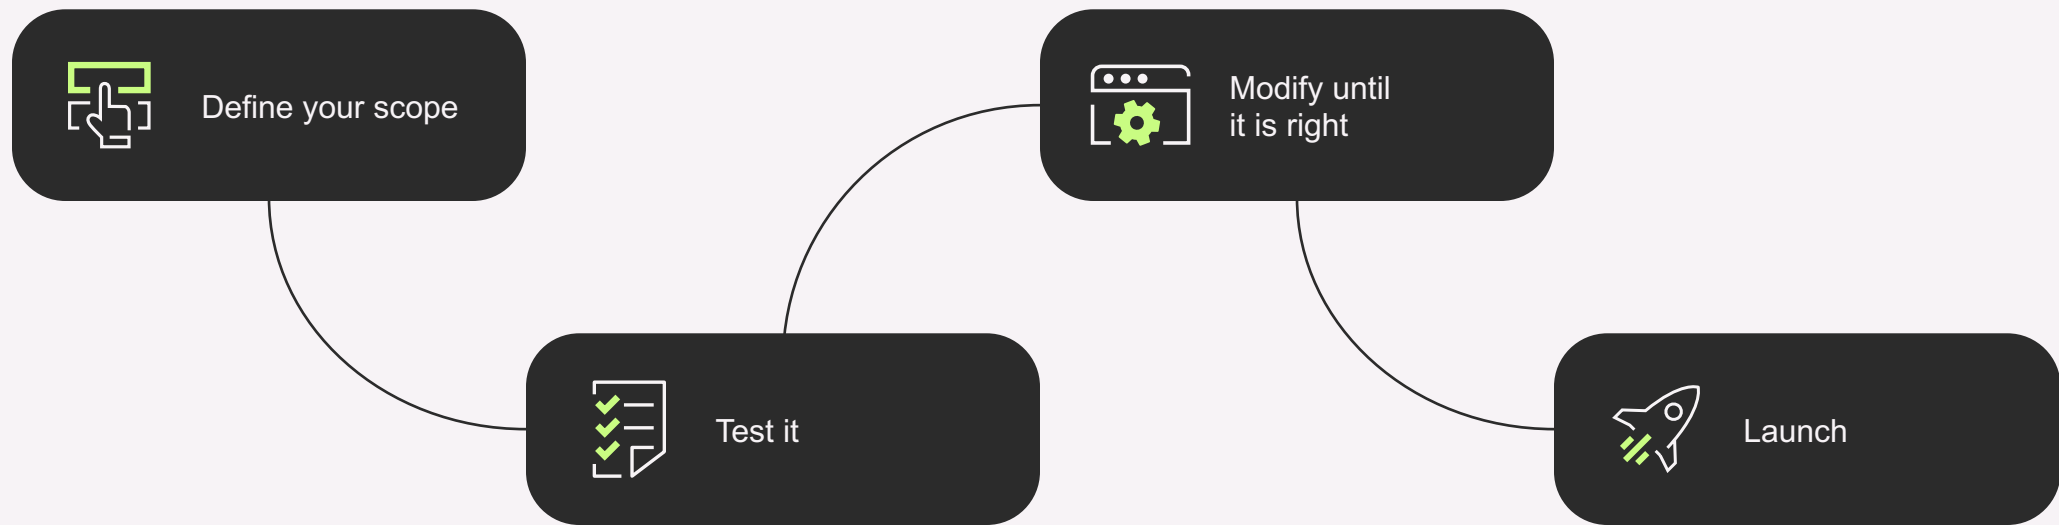 Define your scope
Test it
Modify until
it is right
Launch